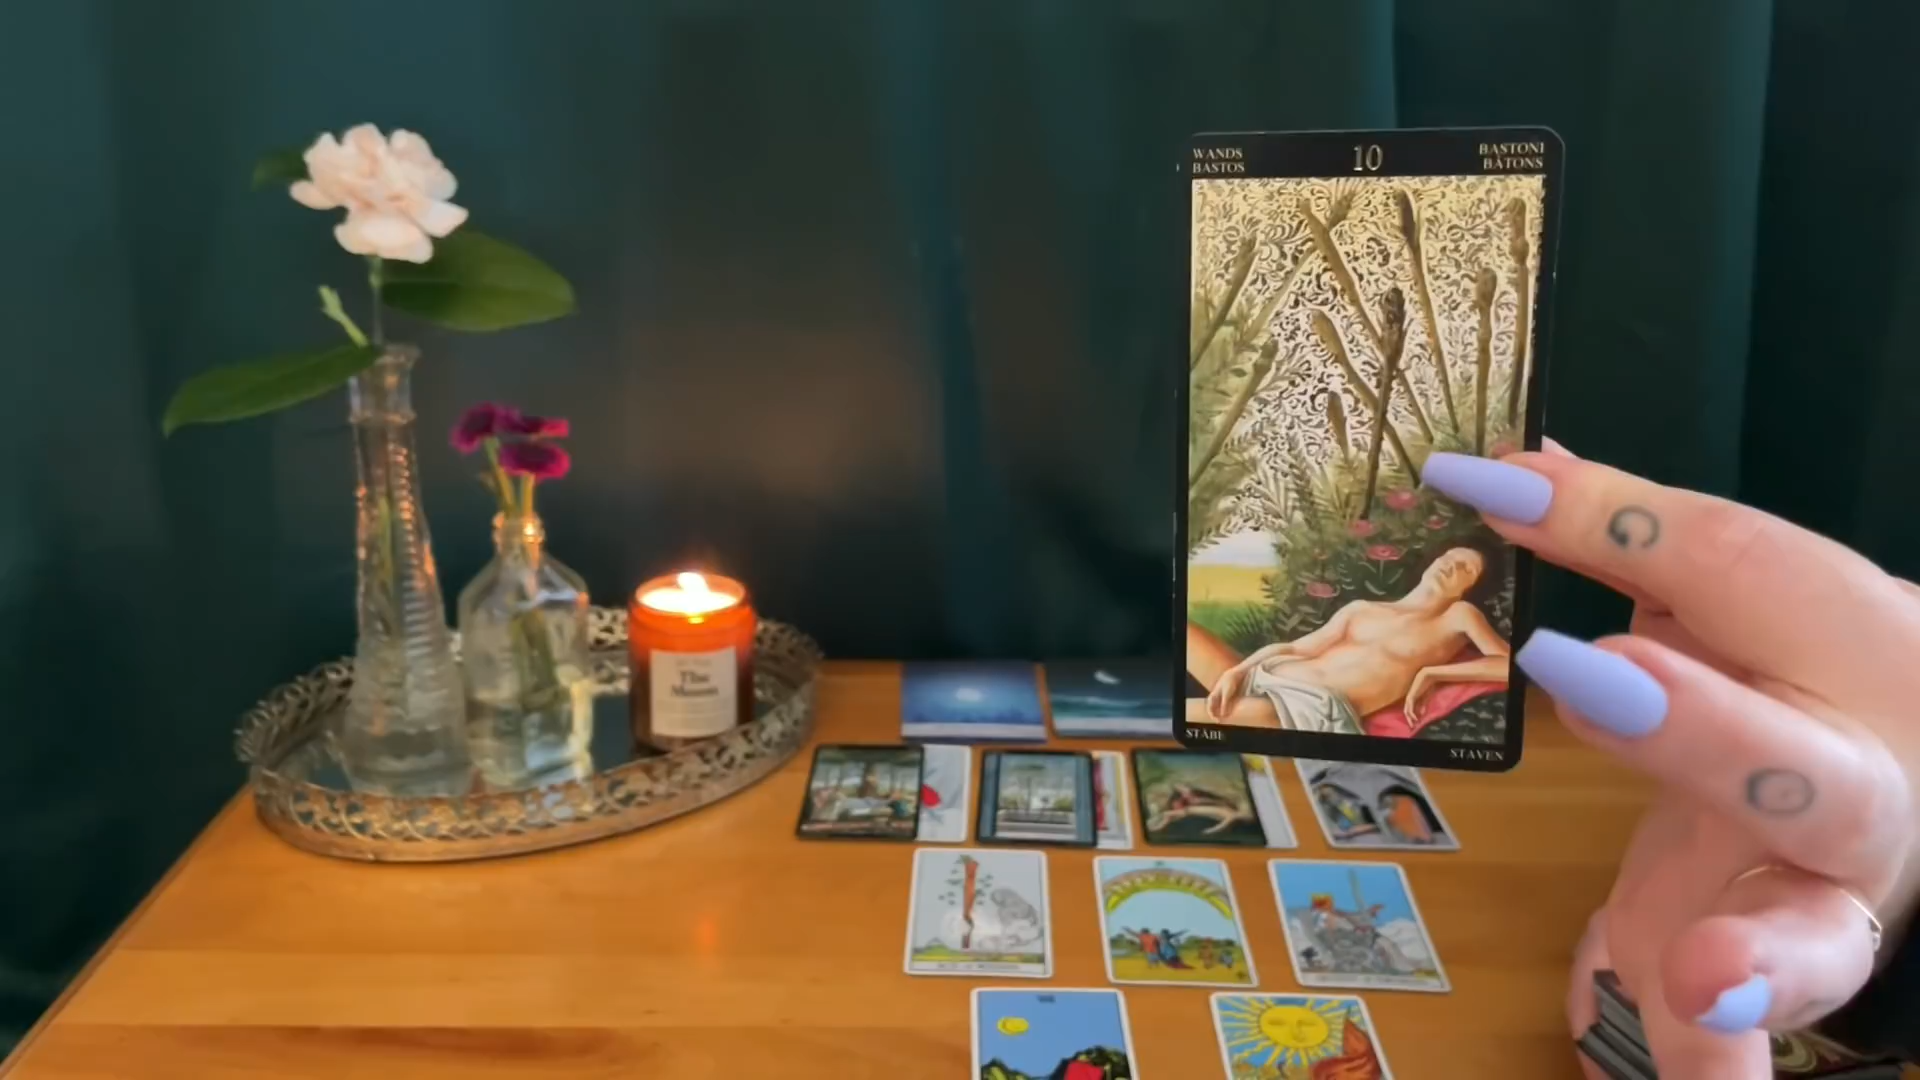 WANDS
BASTOS
10
BASTONI
BÂTONS
STÄBE
STAVEN
The
Moon